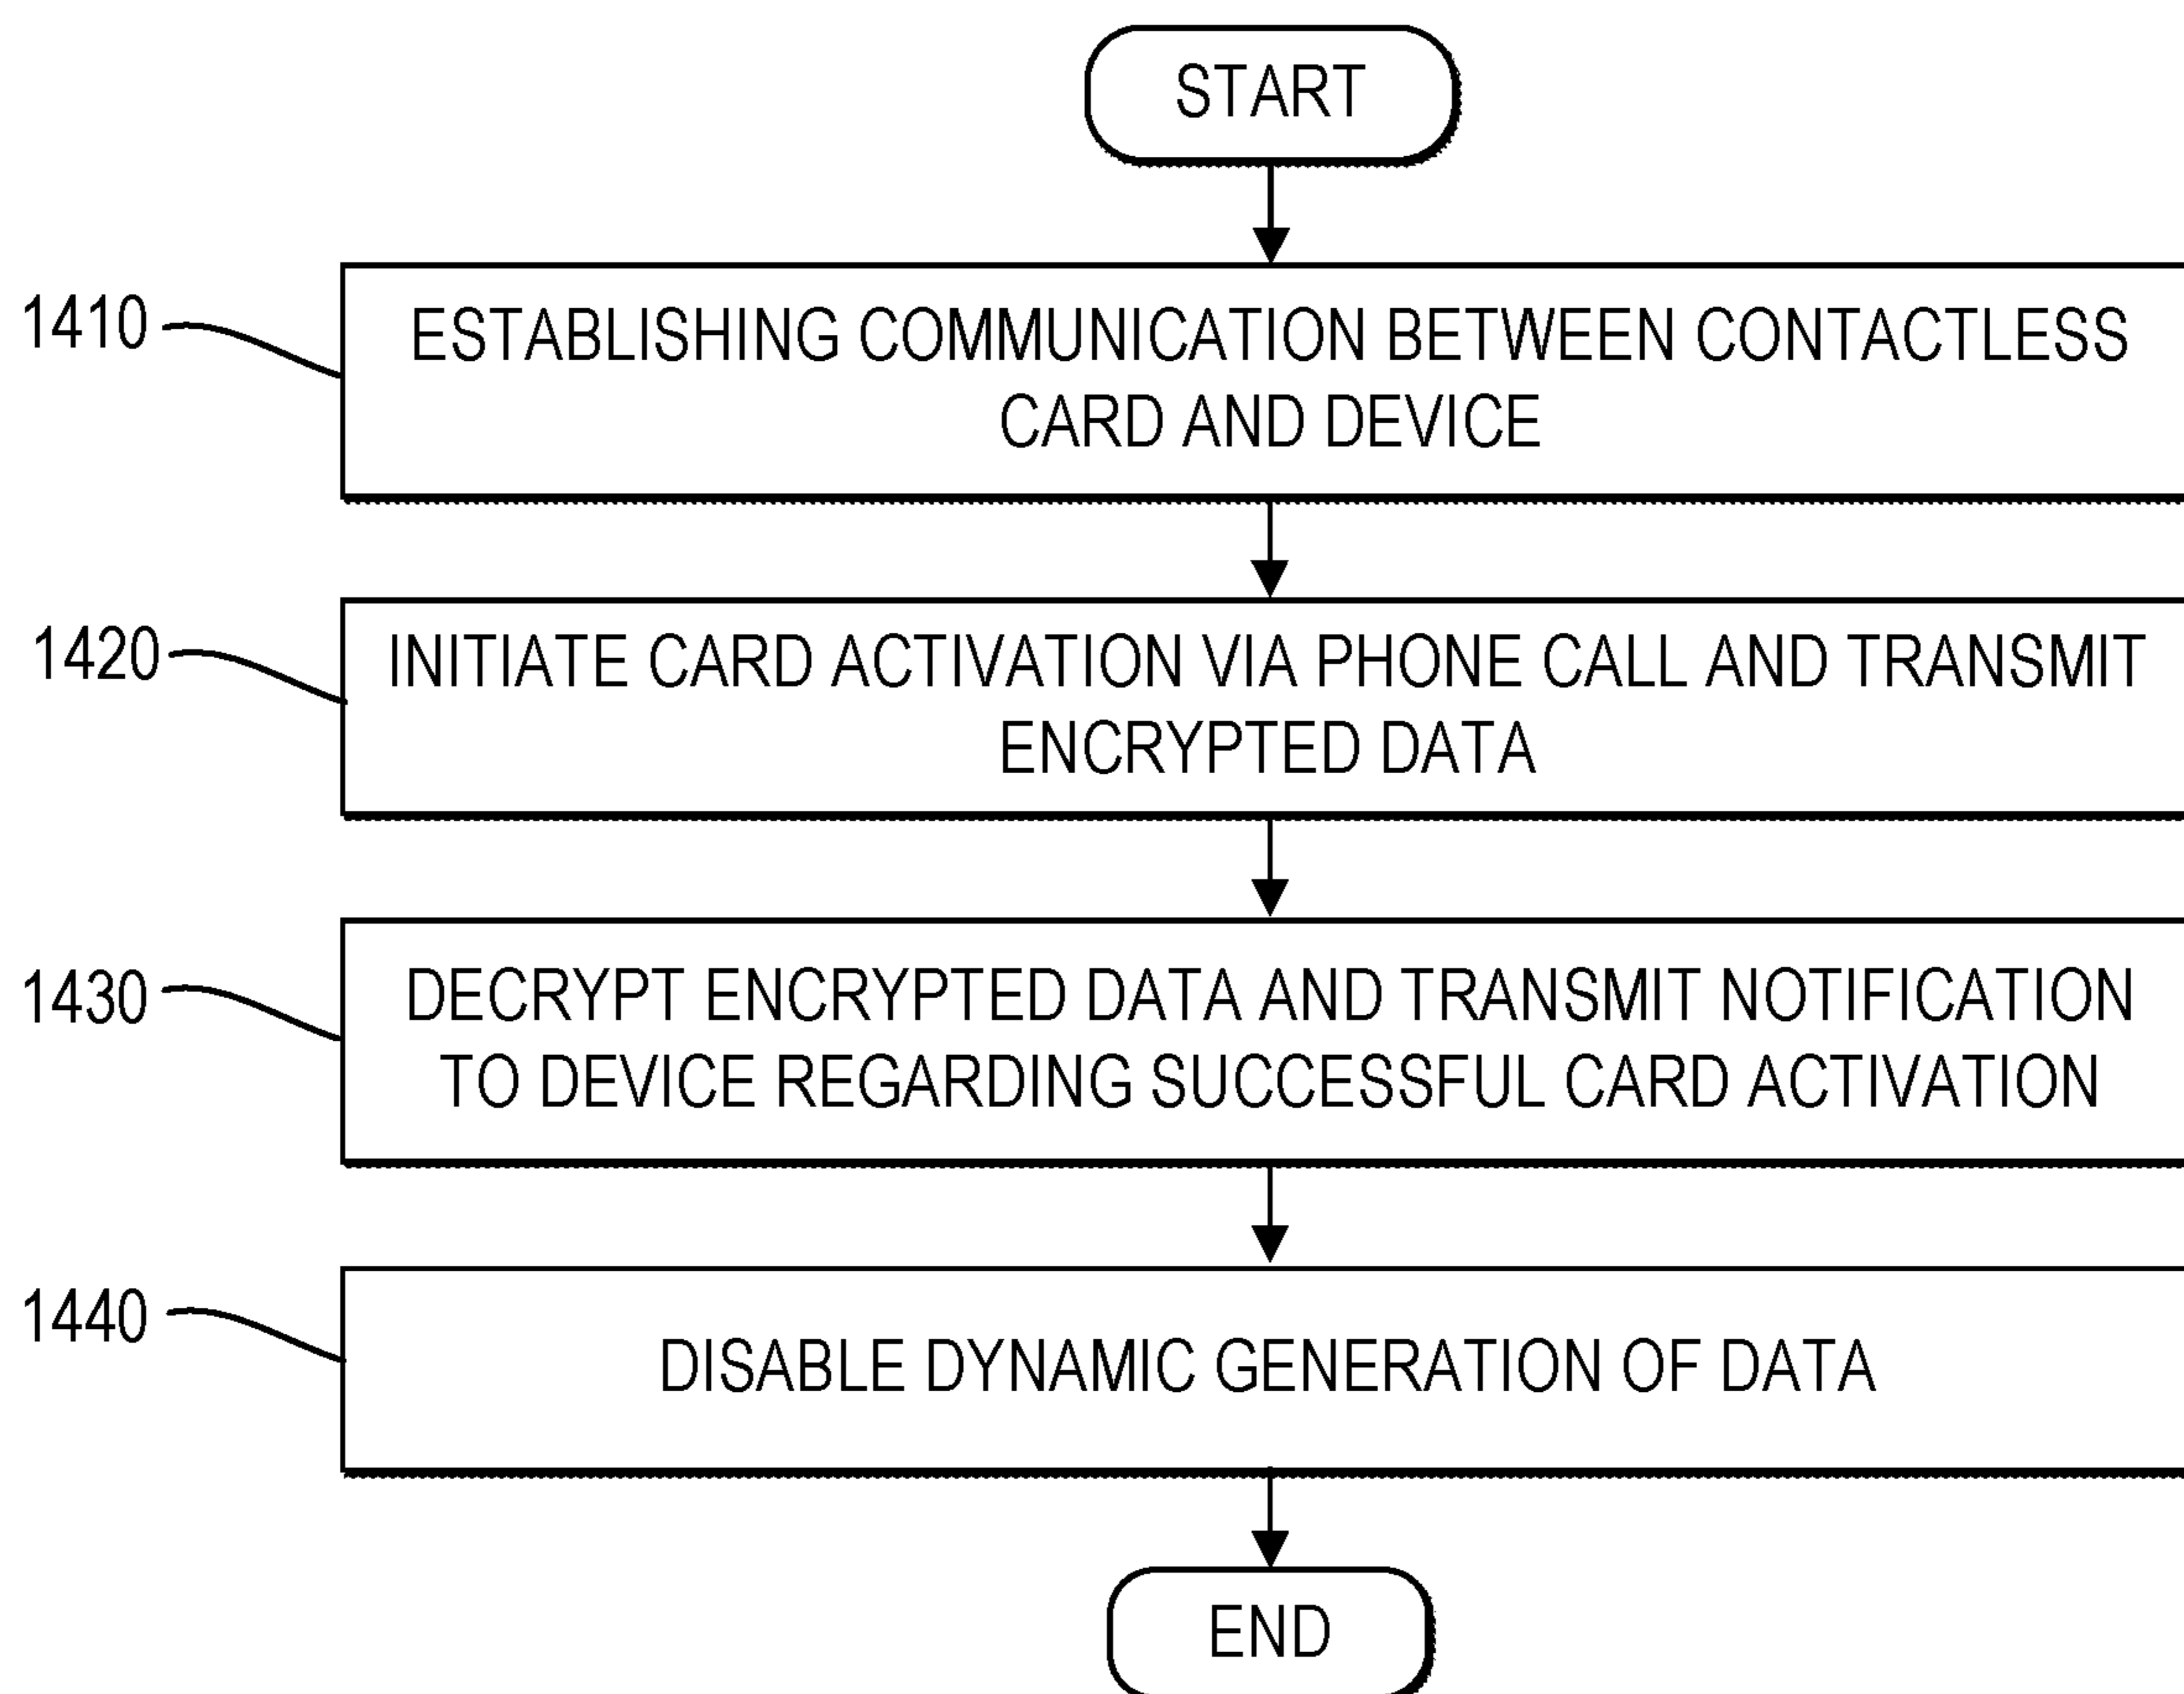 START
1410
ESTABLISHING COMMUNICATION BETWEEN CONTACTLESS
CARD AND DEVICE
1420
INITIATE CARD ACTIVATION VIA PHONE CALL AND TRANSMIT
ENCRYPTED DATA
1430
DECRYPT ENCRYPTED DATA AND TRANSMIT NOTIFICATION
TO DEVICE REGARDING SUCCESSFUL CARD ACTIVATION
1440
DISABLE DYNAMIC GENERATION OF DATA
END